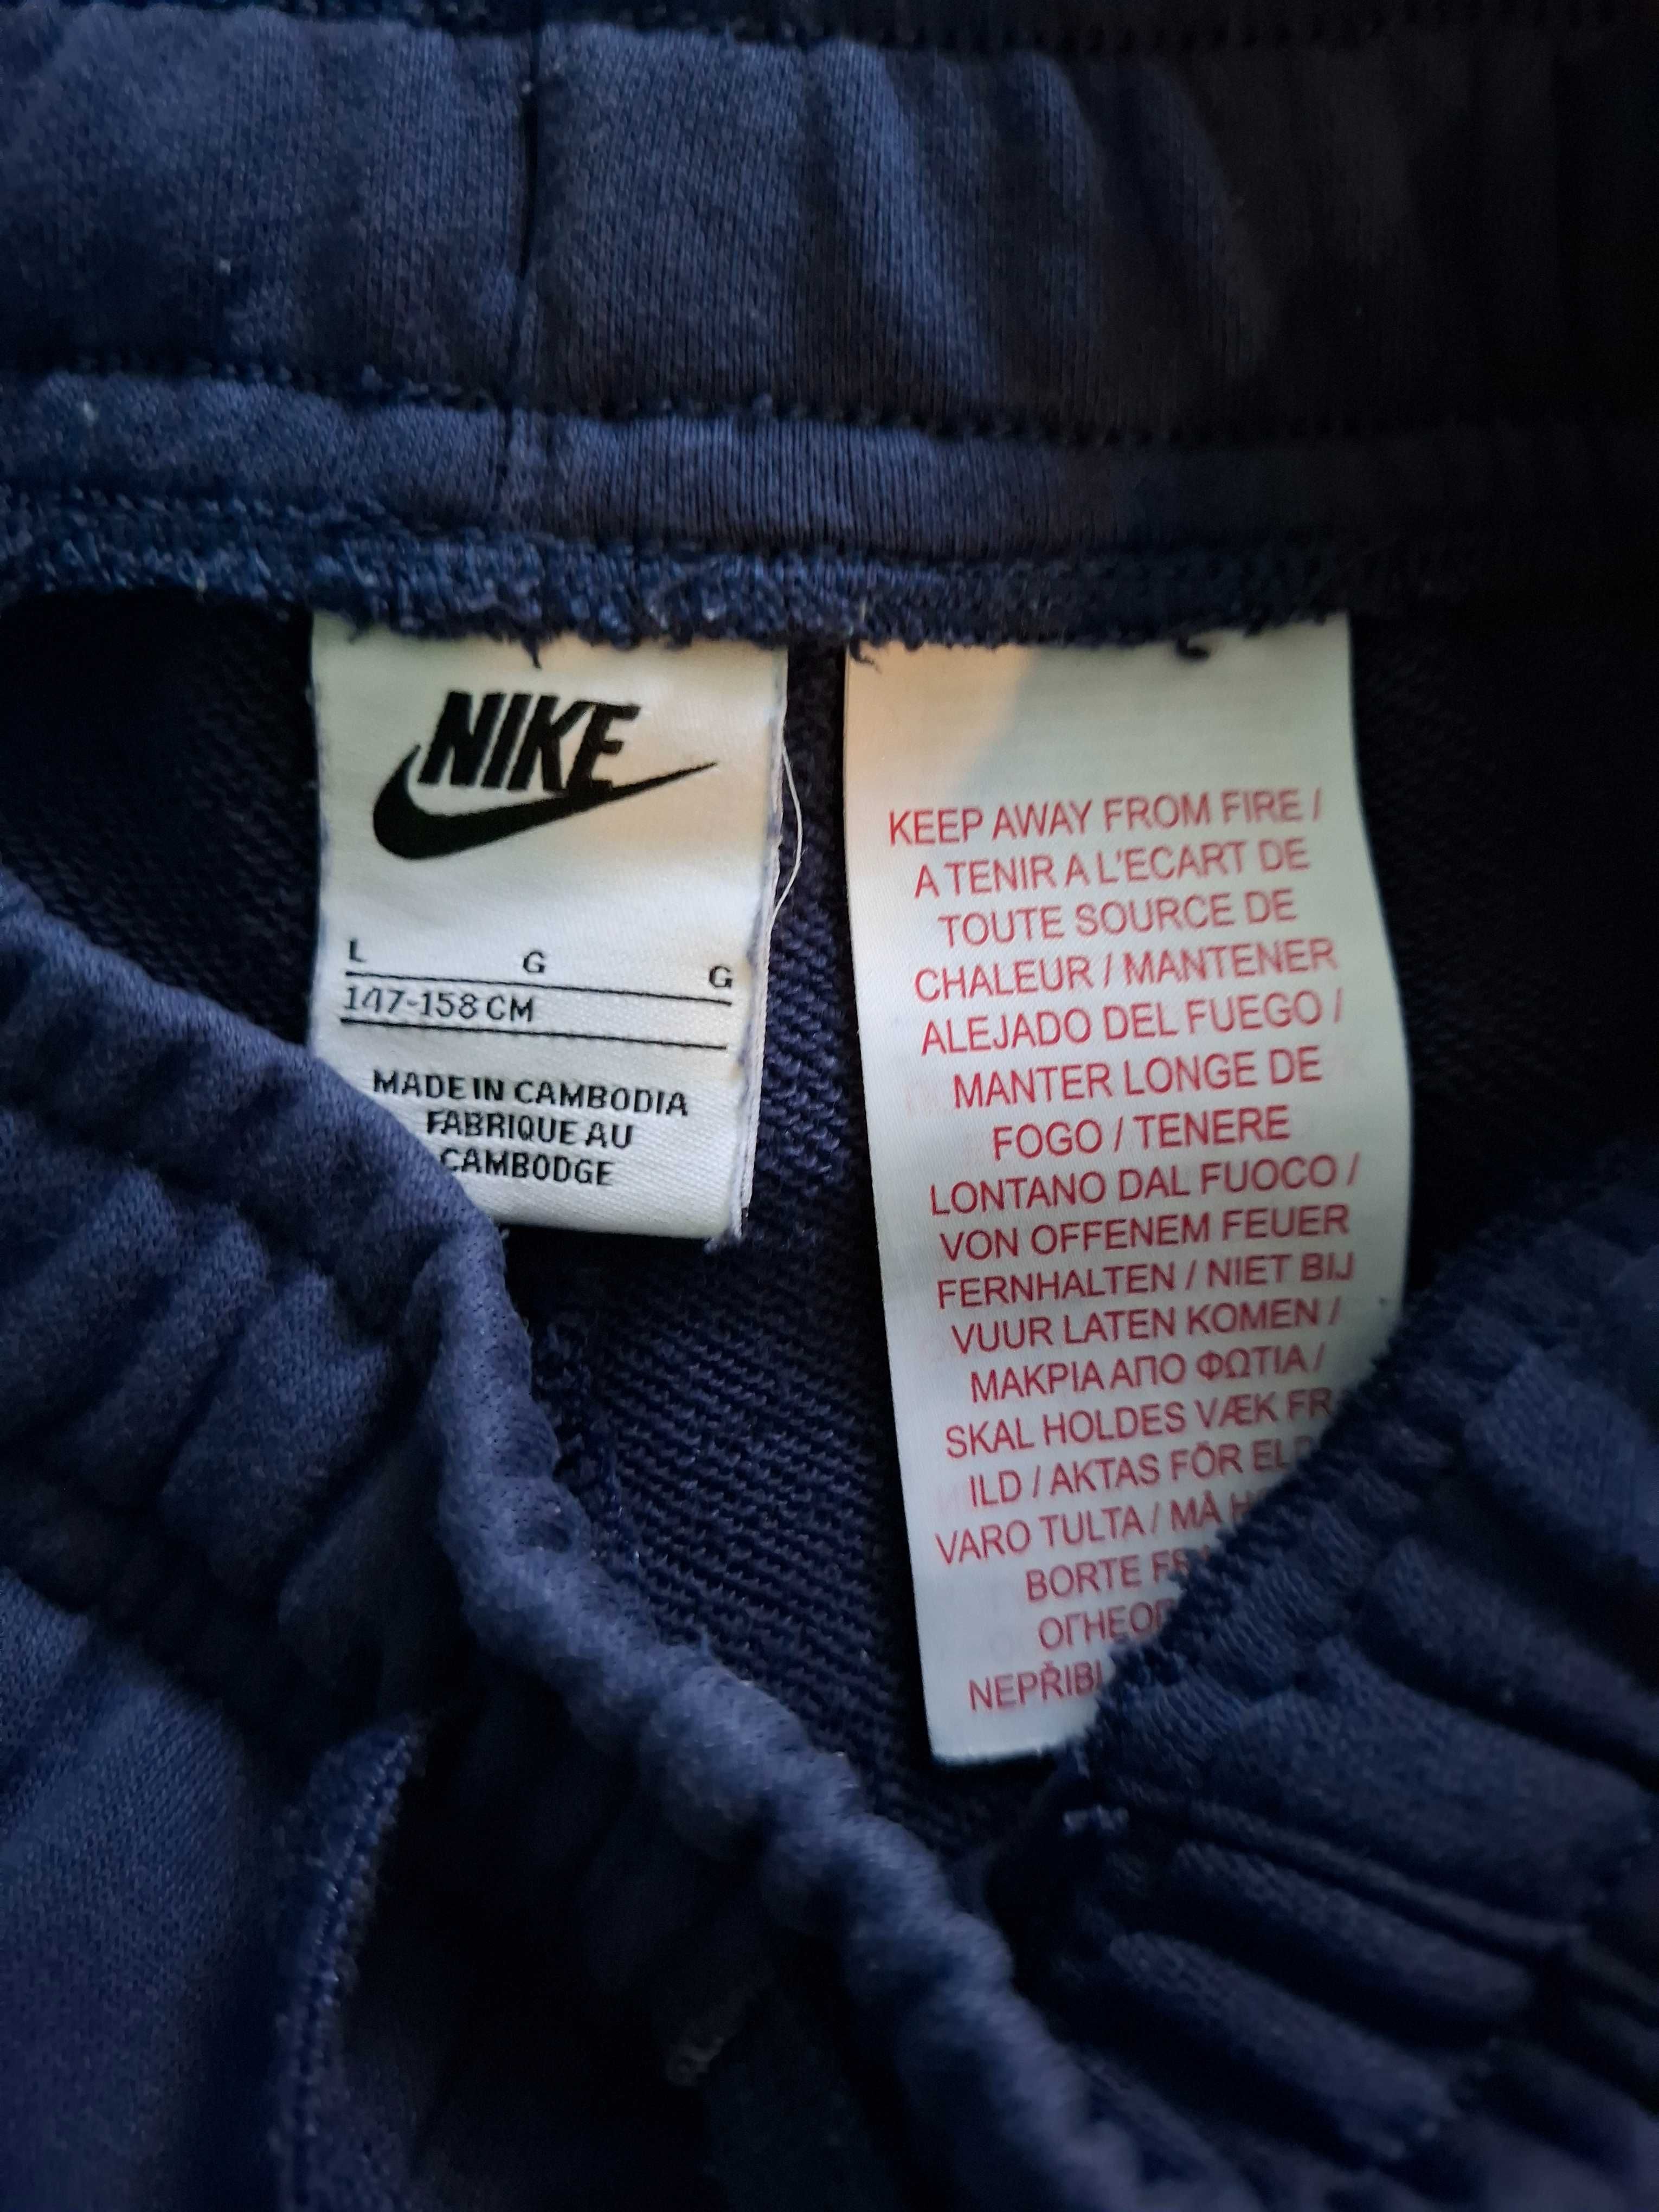 NIKE
L G G
147-158 CM
MADE IN CAMBODIA
FABRIQUE AU
CAMBODGE
KEEP AWAY FROM FIRE /
A TENIR A L'ECART DE
TOUTE SOURCE DE
CHALEUR / MANTENER
ALEJADO DEL FUEGO /
MANTER LONGE DE
FOGO / TENERE
LONTANO DAL FUOCO /
VON OFFENEM FEUER
FERNHALTEN / NIET BIJ
VUUR LATEN KOMEN /
ΜΑΚΡΙΑ ΑΠΟ ΦΩΤΙΑ /
SKAL HOLDES VÆK FR
ILD / AKTAS FÖR
VARO TULTA / MÅ
BORTE